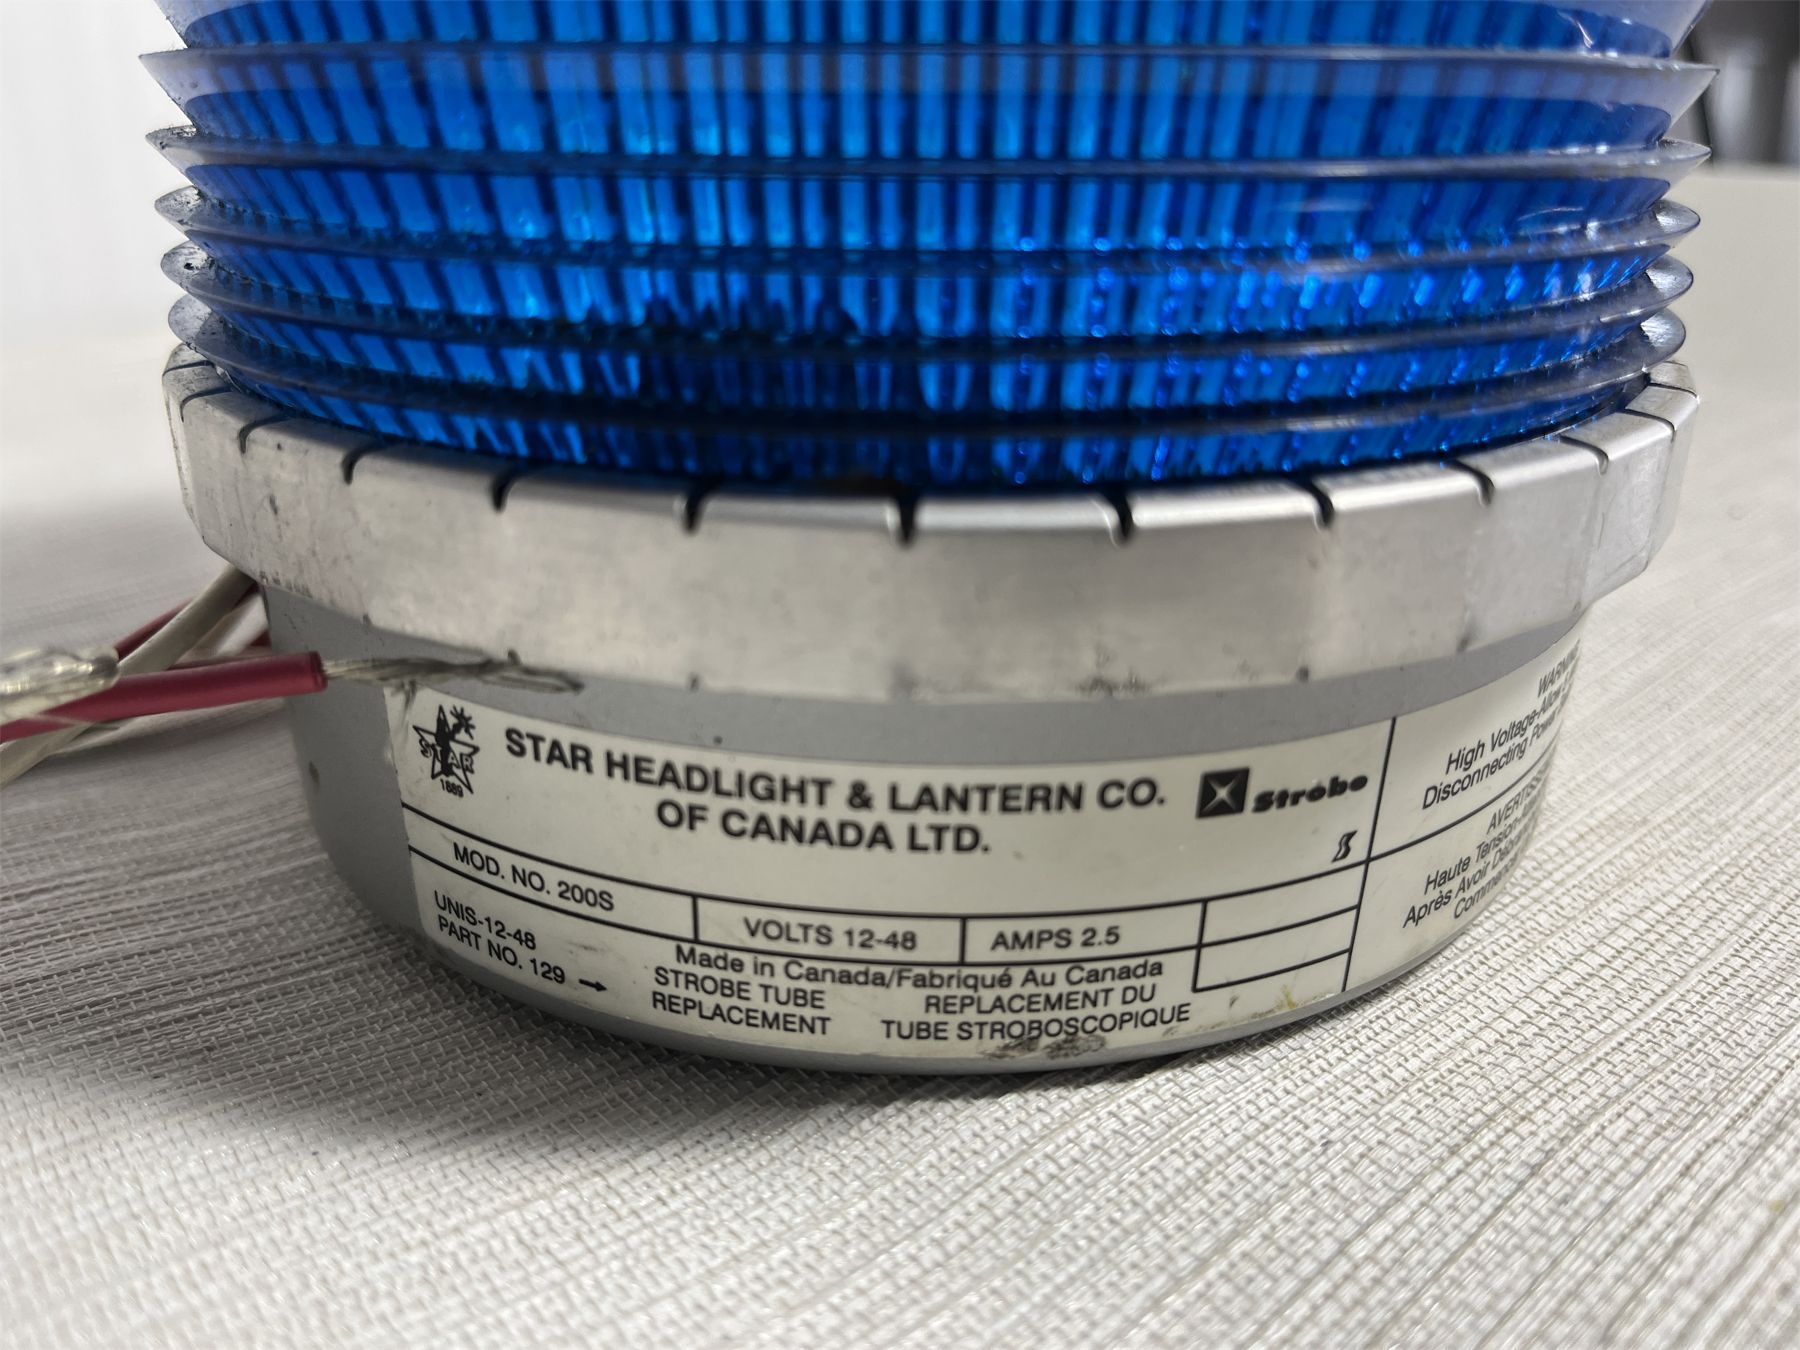 STAR
1889
STAR HEADLIGHT & LANTERN CO.
OF CANADA LTD.
Strobe
MOD. NO. 200S
VOLTS 12-48
AMPS 2.5
UNIS-12-48
PART NO. 129 →
Made in Canada/Fabriqué Au Canada
STROBE TUBE
REPLACEMENT
REPLACEMENT DU
TUBE STROBOSCOPIQUE
High Voltage-
Disconnecting Power
Haute Tension-
Après Avoir